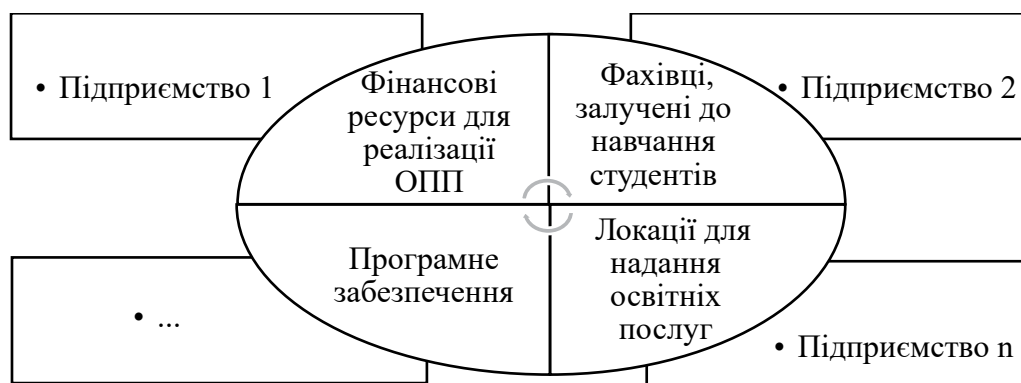 • Підприємство 1
Фінансові
ресурси для
реалізації
ОПП
Фахівці,
залучені до
навчання
студентів
• Підприємство 2
• ...
Програмне
забезпечення
Локації для
надання
освітніх
послуг
• Підприємство n